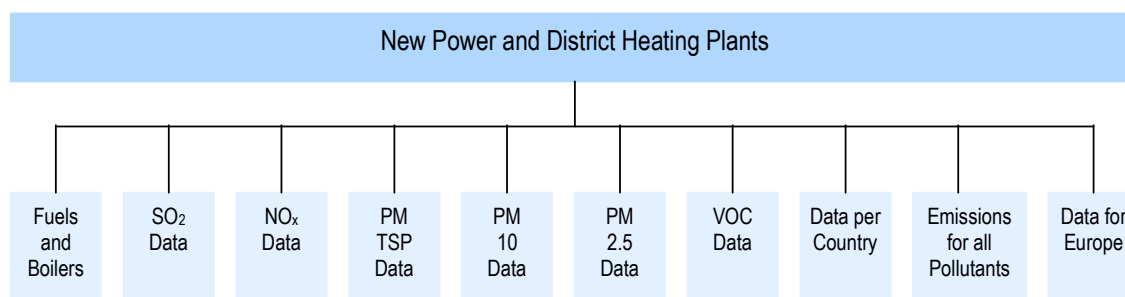 New Power and District Heating Plants
Fuels
and
Boilers
SO₂
Data
NOₓ
Data
PM
TSP
Data
PM
10
Data
PM
2.5
Data
VOC
Data
Data per
Country
Emissions
for all
Pollutants
Data for
Europe